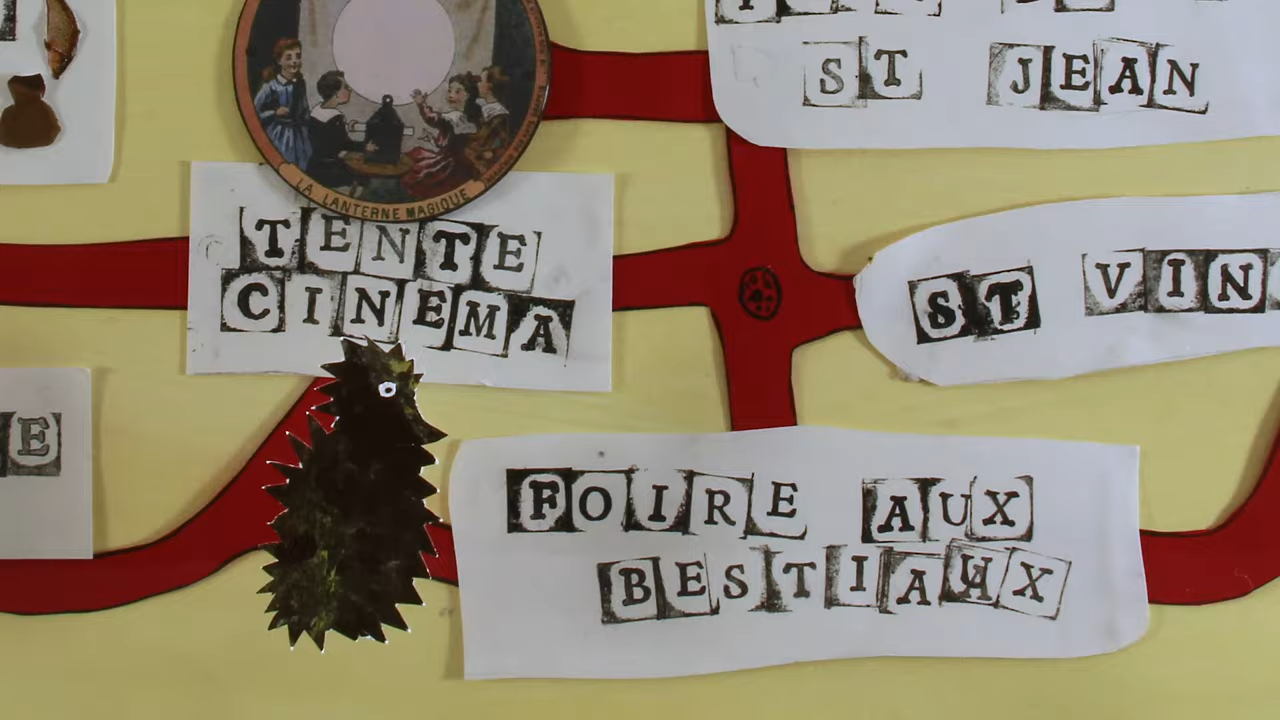 ST JEAN
LA LANTERNE MAGIQUE
TENTE
CINEMA
ST VIN
E
FOIRE AUX
BESTIAUX